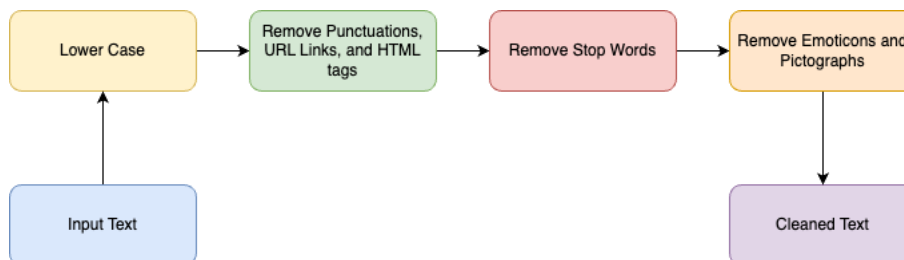 Lower Case
Remove Punctuations,
URL Links, and HTML
tags
Remove Stop Words
Remove Emoticons and
Pictographs
Input Text
Cleaned Text